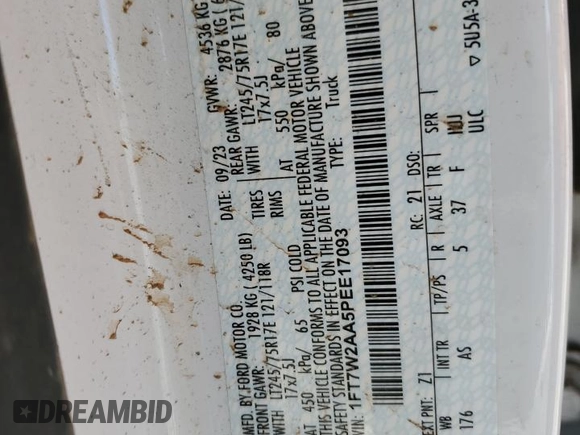 MFD. BY FORD MOTOR CO.
09/23 GVWR: 4536 KG
FRONT GAWR: 1928 KG ( 4250 LB) REAR GAWR: 2876 KG (
LT245/75R17E 121/118R TIRES WITH LT245/75R17E 121/
17x7.5J RIMS 17x7.5J
AT 450 kPa/ 65 PSI COLD AT 550 kPa/ 80
THIS VEHICLE CONFORMS TO ALL APPLICABLE FEDERAL MOTOR VEHICLE
SAFETY STANDARDS IN EFFECT ON THE DATE OF MANUFACTURE SHOWN ABOVE
VIN: 1FT7W2AA5PEE17093 TYPE: Truck
EXT PNT: Z1 RC: 21 DSO:
WB INT TR TP/PS R AXLE TR SPR
176 AS 5 37 F ULC
5U5A-3
DREAMBID